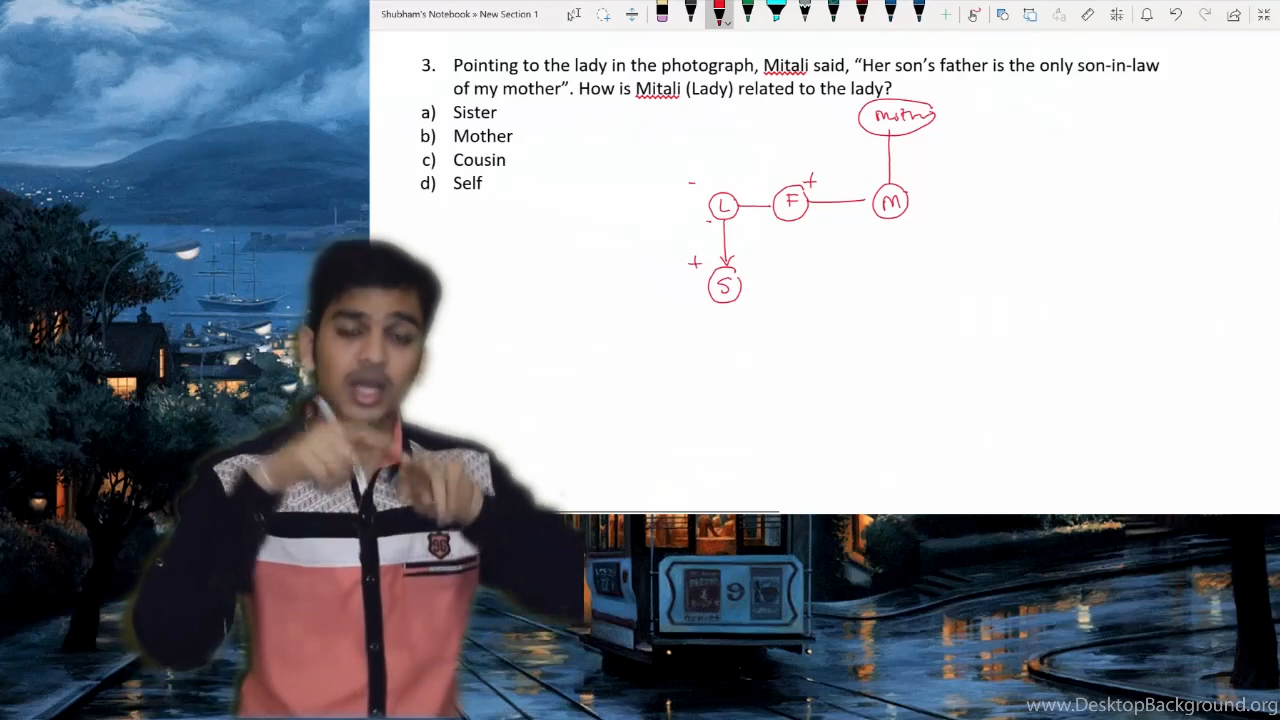 Shubham's Notebook » New Section 1
3. Pointing to the lady in the photograph, Mitali said, “Her son’s father is the only son-in-law
of my mother”. How is Mitali (Lady) related to the lady?
a) Sister
b) Mother
c) Cousin
d) Self
mother
- L F + M
+ S
9
www.DesktopBackground.org